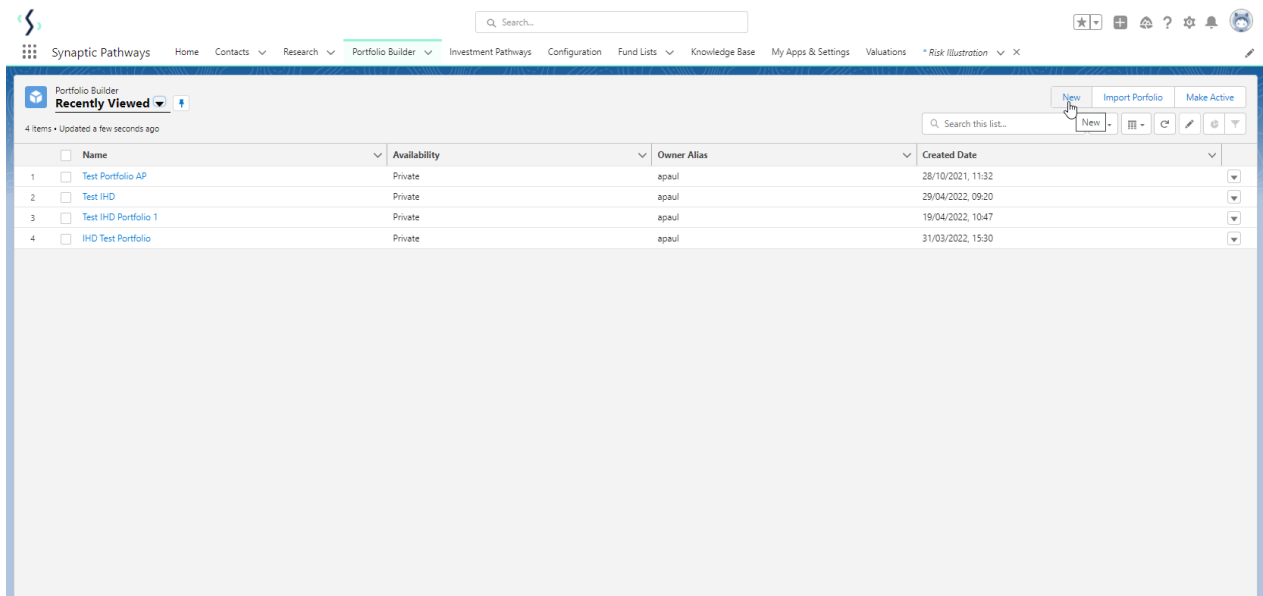 Search...
Synaptic Pathways Home Contacts Research Portfolio Builder Investment Pathways Configuration Fund Lists Knowledge Base My Apps & Settings Valuations * Risk Illustration
Portfolio Builder
Recently Viewed
New Import Porfolio Make Active
4 items • Updated a few seconds ago
Search this list...
New
Name Availability Owner Alias Created Date
1 Test Portfolio AP Private apaul 28/10/2021, 11:32
2 Test IHD Private apaul 29/04/2022, 09:20
3 Test IHD Portfolio 1 Private apaul 19/04/2022, 10:47
4 IHD Test Portfolio Private apaul 31/03/2022, 15:30